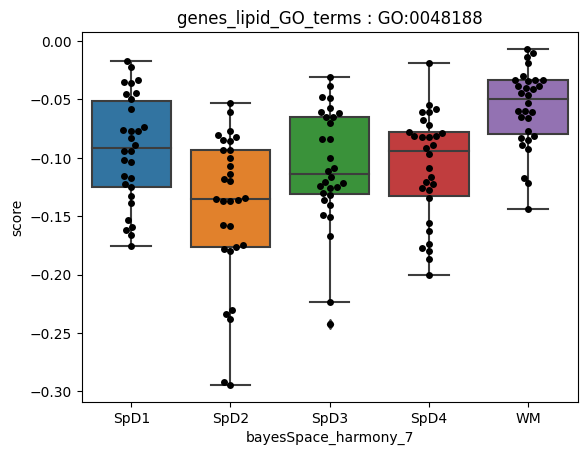 genes_lipid_GO_terms : GO:0048188
0.00
−0.05
−0.10
−0.15
−0.20
−0.25
−0.30
score
SpD1 SpD2 SpD3 SpD4 WM
bayesSpace_harmony_7